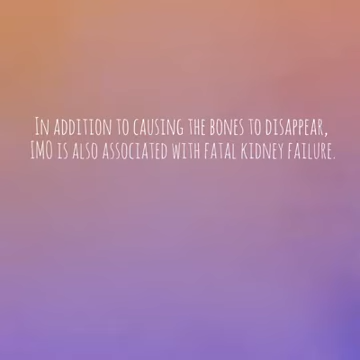 In addition to causing the bones to disappear,
IMO is also associated with fatal kidney failure.